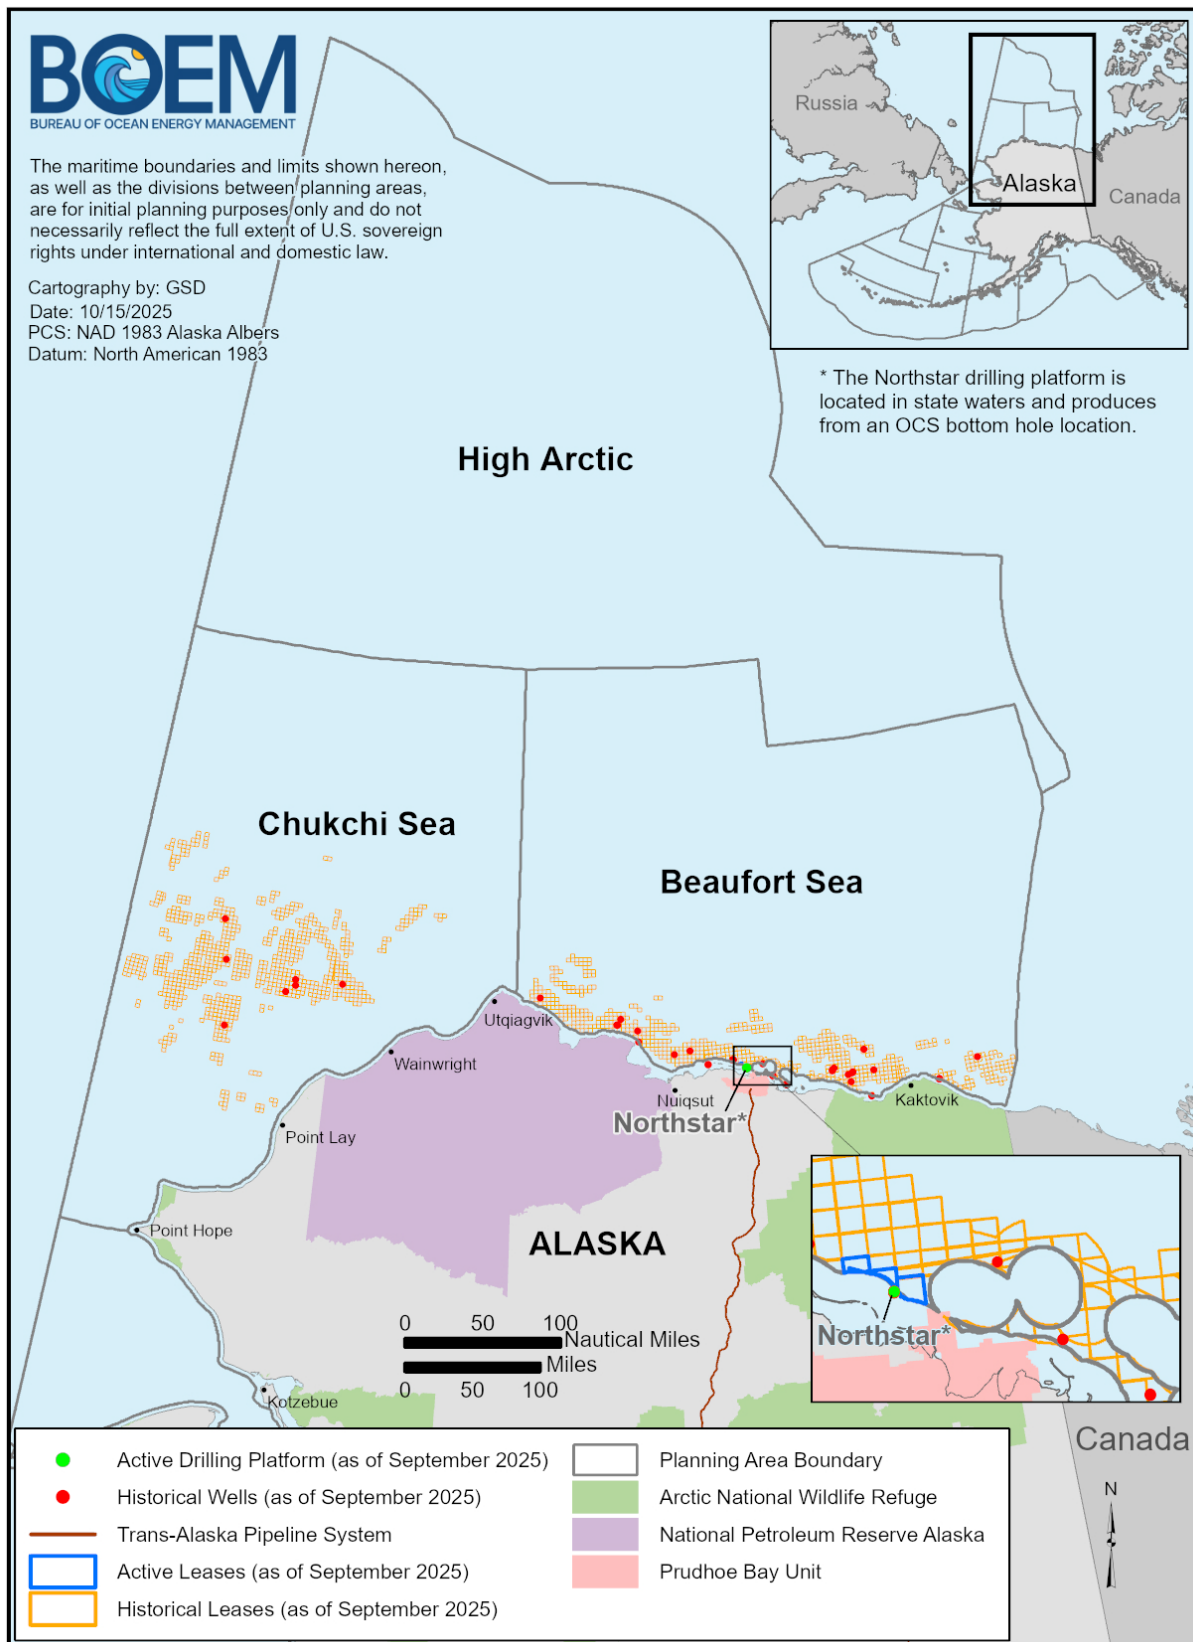 BOEM
BUREAU OF OCEAN ENERGY MANAGEMENT
The maritime boundaries and limits shown hereon,
as well as the divisions between planning areas,
are for initial planning purposes only and do not
necessarily reflect the full extent of U.S. sovereign
rights under international and domestic law.
Cartography by: GSD
Date: 10/15/2025
PCS: NAD 1983 Alaska Albers
Datum: North American 1983
Russia
Alaska
Canada
* The Northstar drilling platform is
located in state waters and produces
from an OCS bottom hole location.
High Arctic
Chukchi Sea
Beaufort Sea
Utqiagvik
Wainwright
Nuiqsut
Kaktovik
Northstar*
Point Lay
Point Hope
ALASKA
Northstar*
0 50 100
Nautical Miles
Miles
0 50 100
Kotzebue
Canada
N
Active Drilling Platform (as of September 2025)
Historical Wells (as of September 2025)
Trans-Alaska Pipeline System
Active Leases (as of September 2025)
Historical Leases (as of September 2025)
Planning Area Boundary
Arctic National Wildlife Refuge
National Petroleum Reserve Alaska
Prudhoe Bay Unit